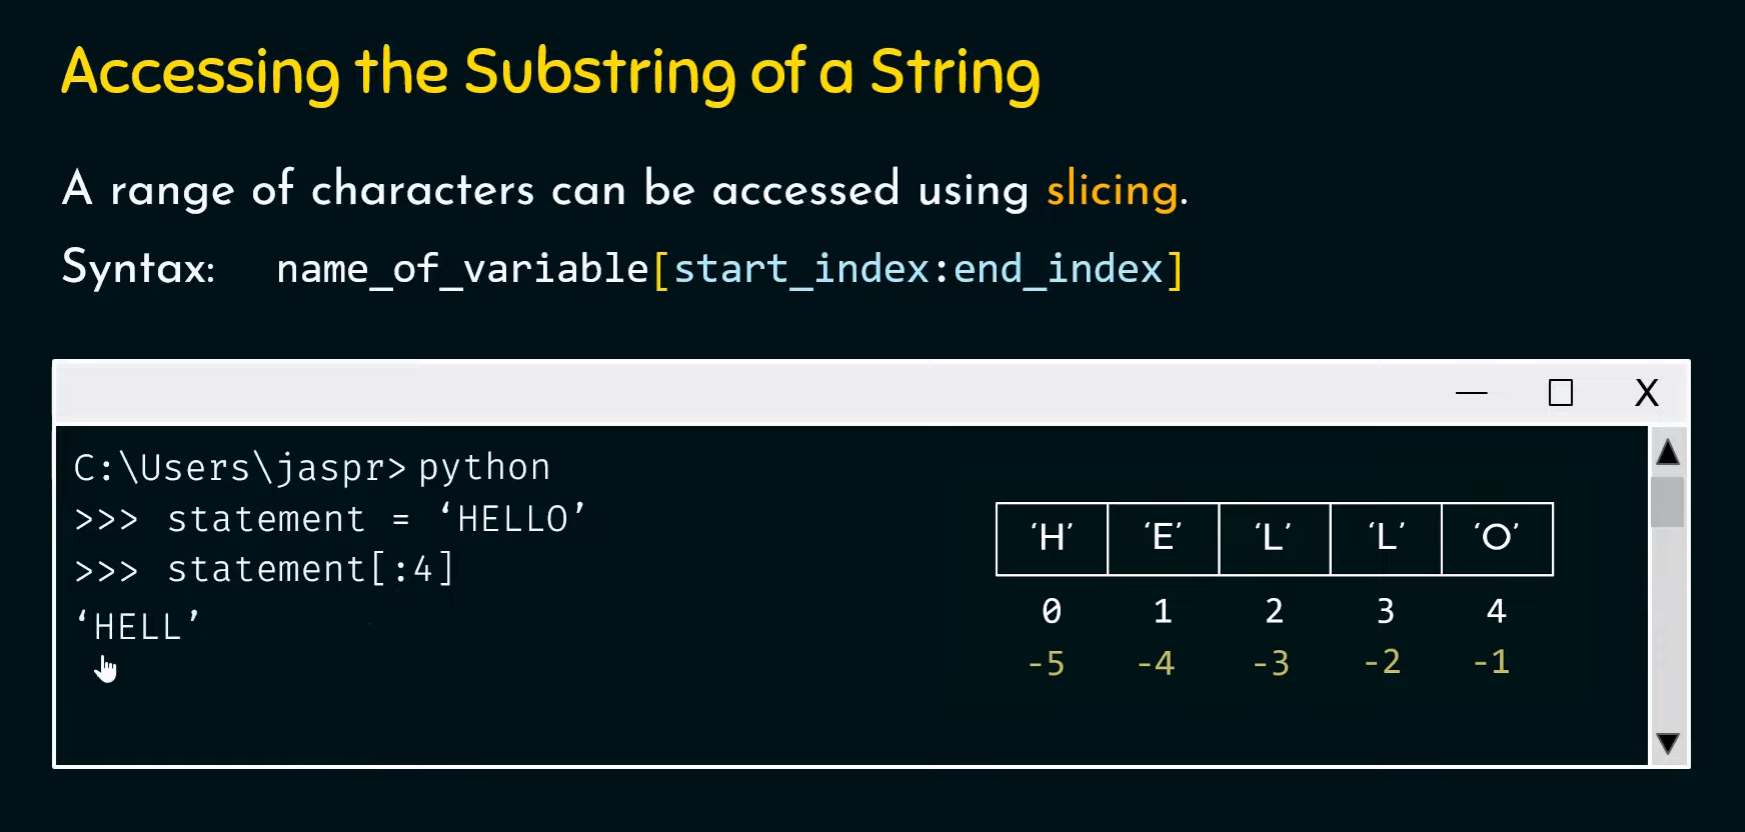 Accessing the Substring of a String
A range of characters can be accessed using slicing.
Syntax: name_of_variable[start_index:end_index]
— □ X
C:\Users\jaspr> python
>>> statement = ‘HELLO’
>>> statement[:4]
‘HELL’
‘H’ ‘E’ ‘L’ ‘L’ ‘O’
0 1 2 3 4
-5 -4 -3 -2 -1